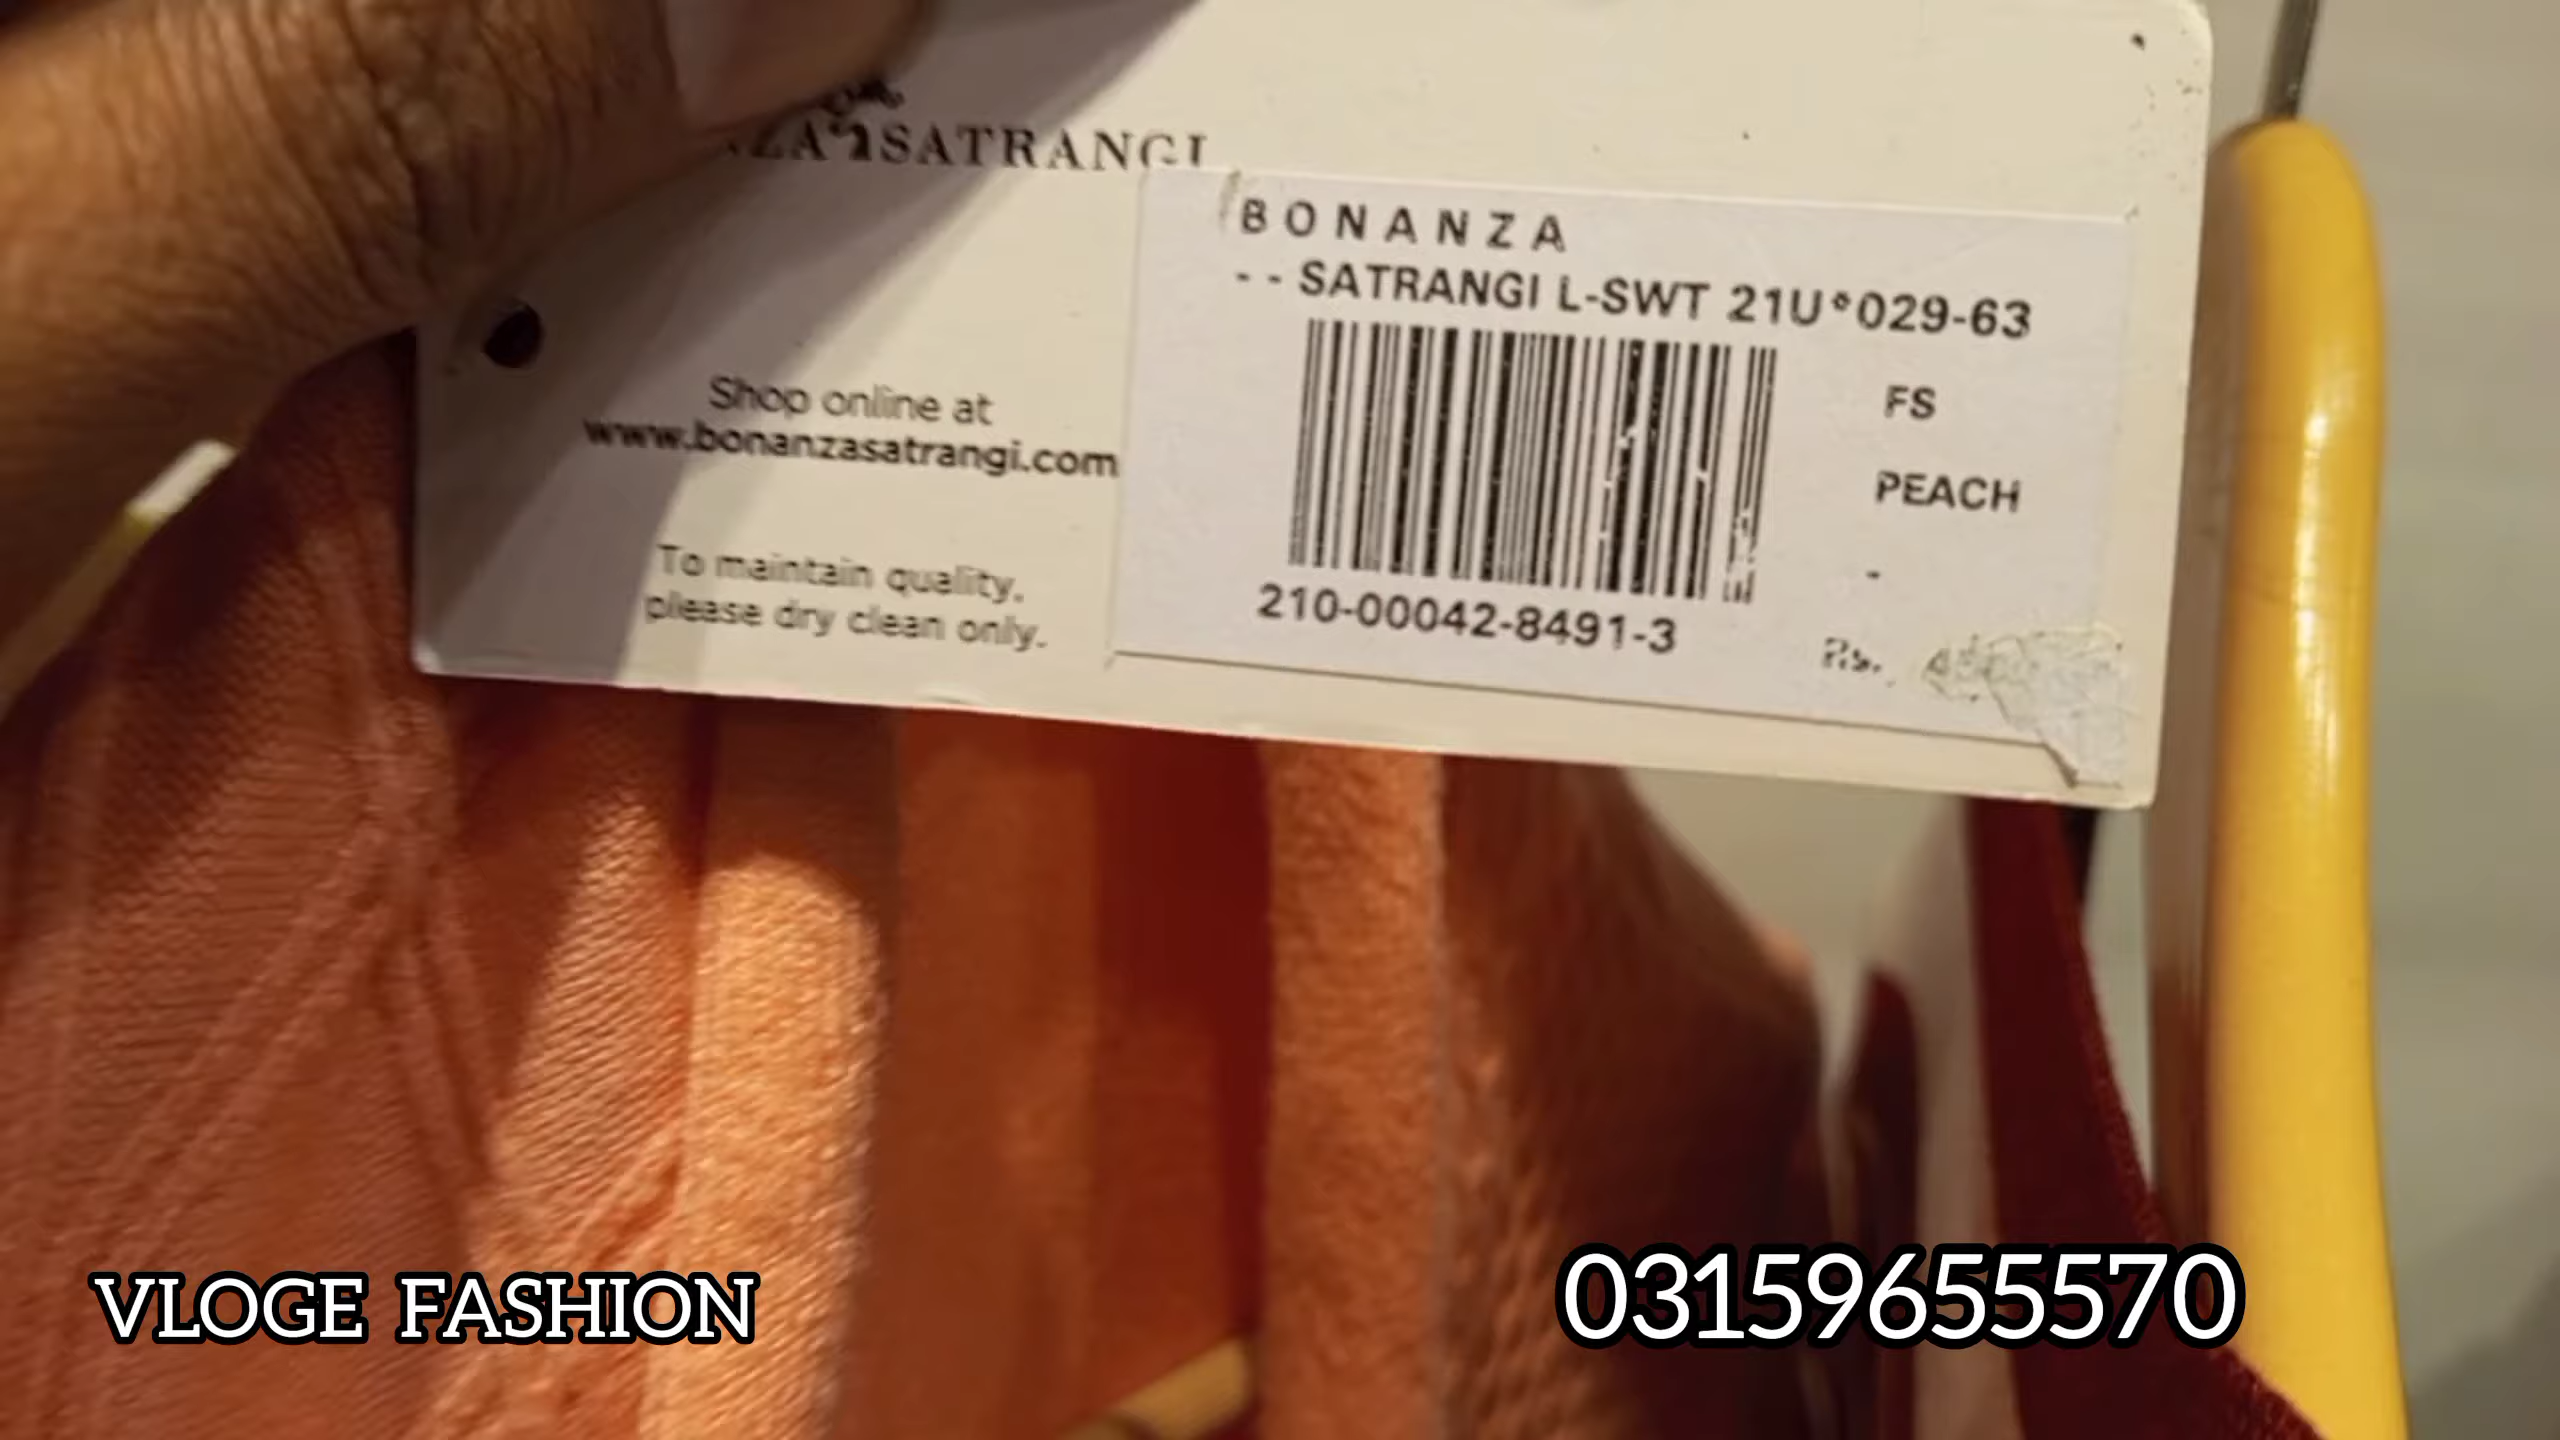 SATRANGI
BONANZA
- - SATRANGI L-SWT 21U*029-63
FS
PEACH
-
210-00042-8491-3
Shop online at
www.bonanzasatrangi.com
To maintain quality,
please dry clean only.
VLOGE FASHION
03159655570